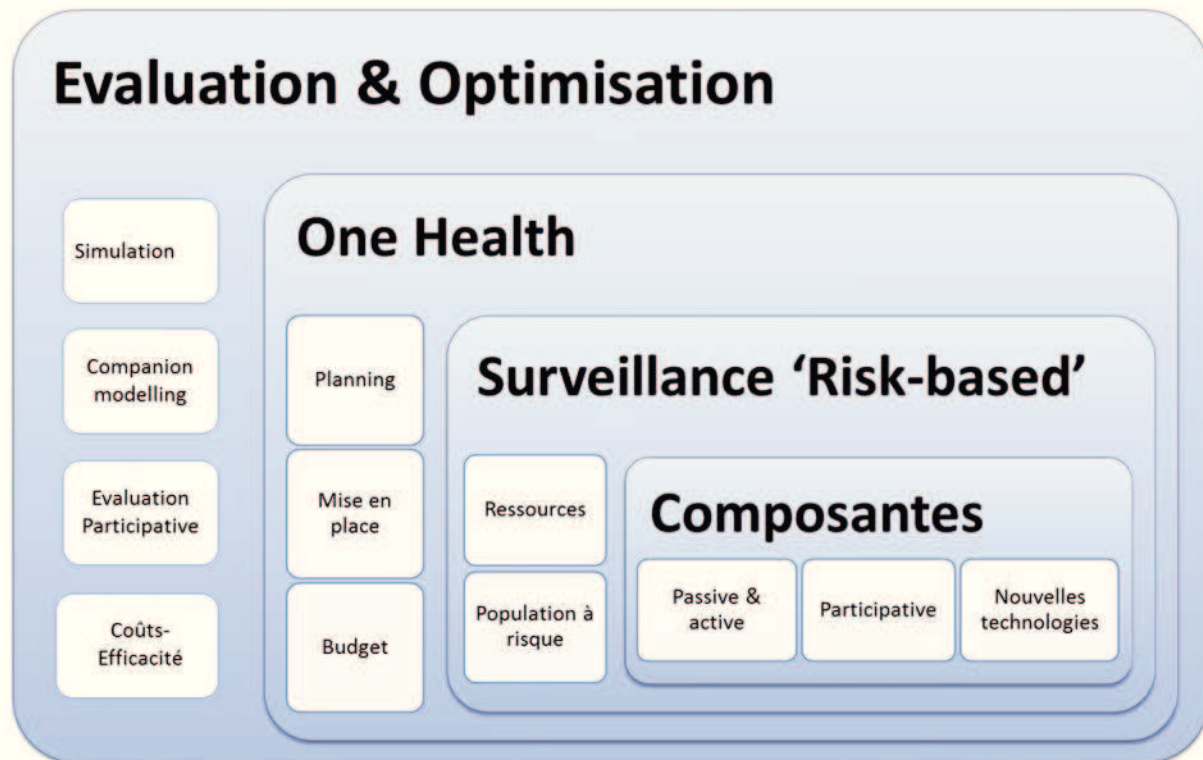 Evaluation & Optimisation
Simulation
Companion
modelling
Evaluation
Participative
Coûts-
Efficacité
One Health
Planning
Mise en
place
Budget
Surveillance ‘Risk-based’
Ressources
Population à
risque
Composantes
Passive &
active
Participative
Nouvelles
technologies